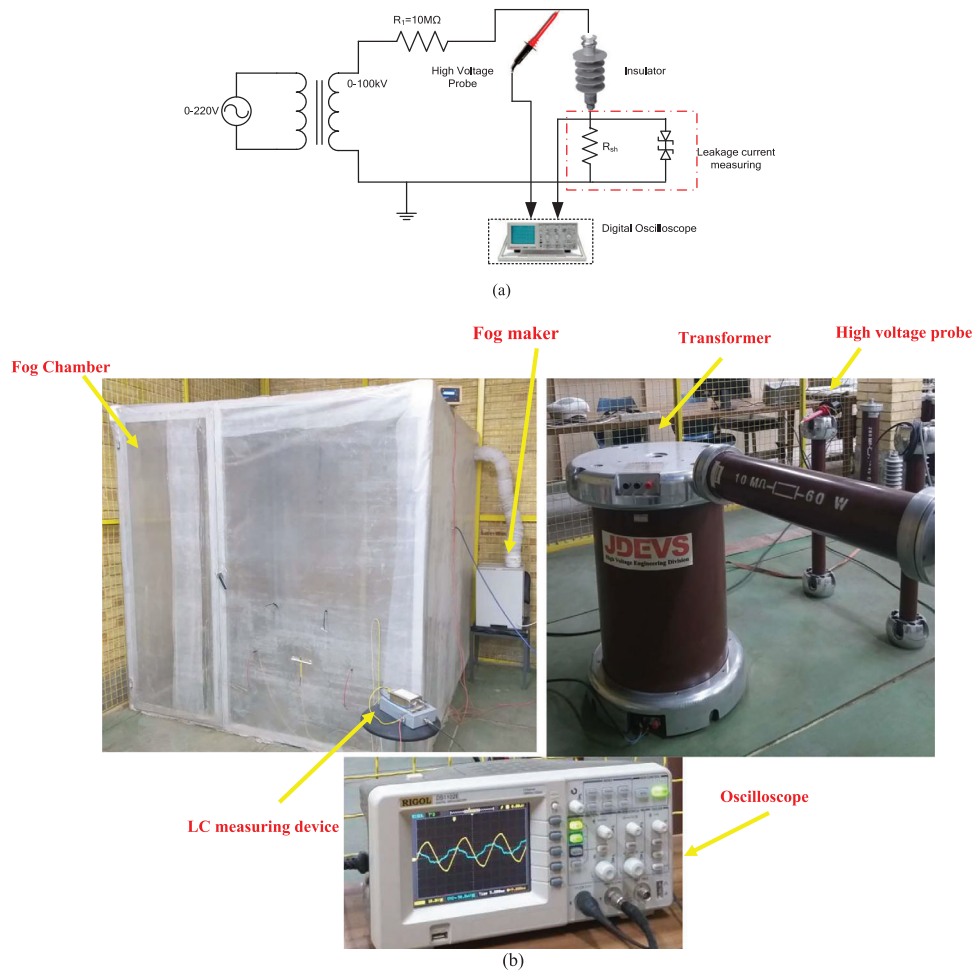 R1=10MΩ
High Voltage
Probe
Insulator
0-100kV
0-220V
Rsh
Leakage current
measuring
Digital Oscilloscope
(a)
Fog maker
Transformer
High voltage probe
Fog Chamber
10 MΩ 60 W
JDEVS
High Voltage Engineering Division
RIGOL
LC measuring device
Oscilloscope
(b)